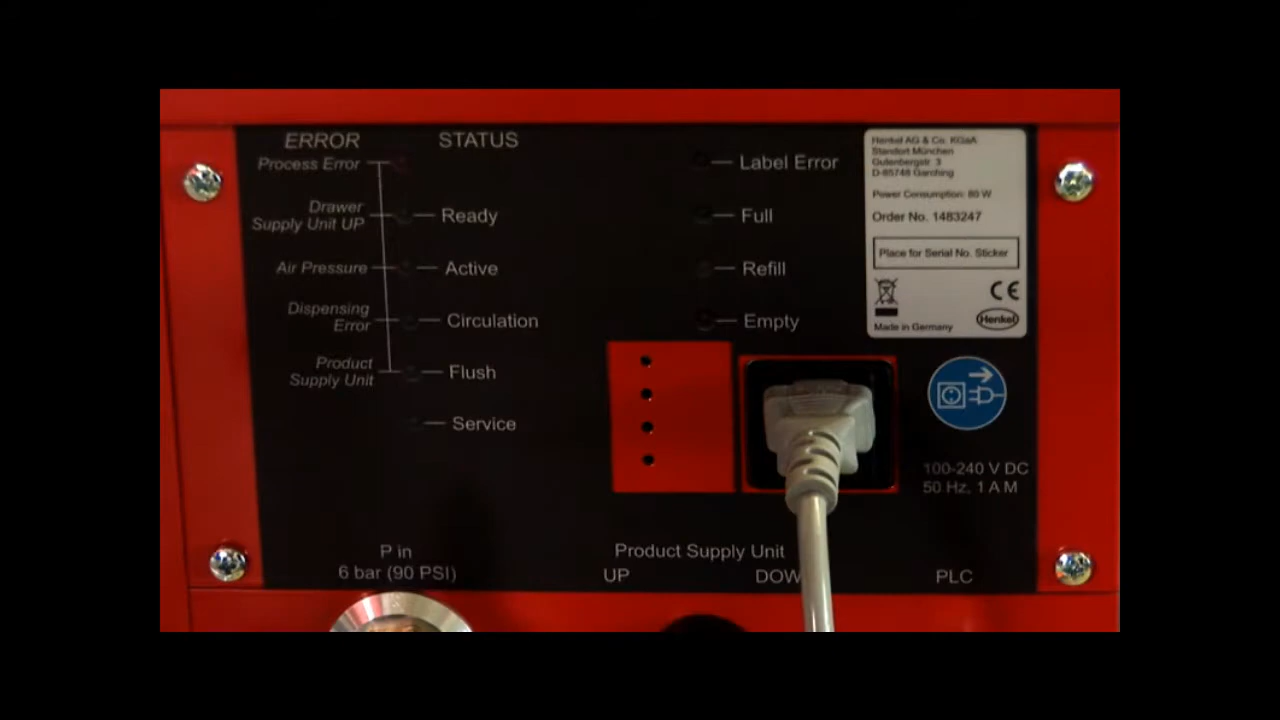 ERROR
STATUS
Process Error
Drawer
Supply Unit UP
Ready
Air Pressure
Active
Dispensing
Error
Circulation
Product
Supply Unit
Flush
Service
Label Error
Full
Refill
Empty
Henkel AG & Co. KGaA
Standort München
Gutenbergstr. 3
D-85748 Garching
Power Consumption: 80 W
Order No. 1483247
Place for Serial No. Sticker
CE
Made in Germany
Henkel
100-240 V DC
50 Hz, 1 A M
P in
6 bar (90 PSI)
Product Supply Unit
UP
DOW
PLC